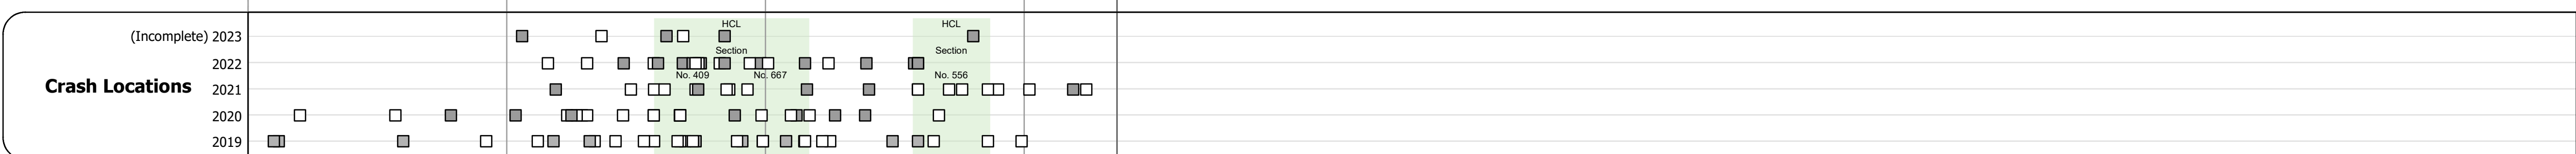 HCL HCL
(Incomplete) 2023
Section Section
2022
No. 409 No. 667 No. 556
Crash Locations
2021
2020
2019